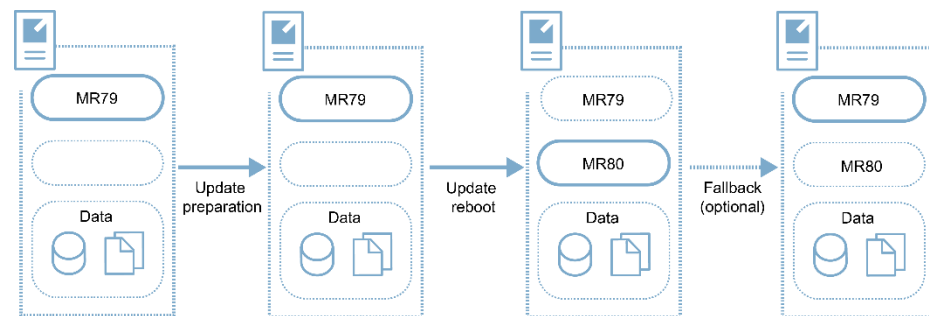 MR79
Data
Update
preparation
MR79
Data
Update
reboot
MR79
MR80
Data
Fallback
(optional)
MR79
MR80
Data